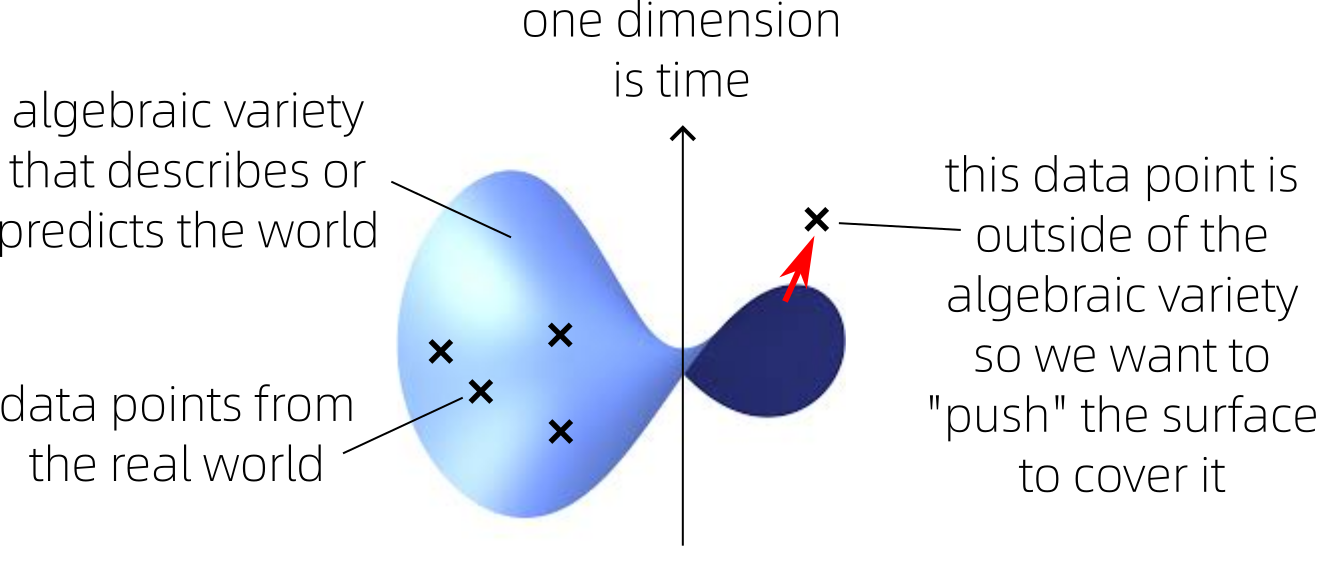 one dimension
is time
algebraic variety
that describes or
predicts the world
this data point is
outside of the
algebraic variety
so we want to
"push" the surface
to cover it
data points from
the real world